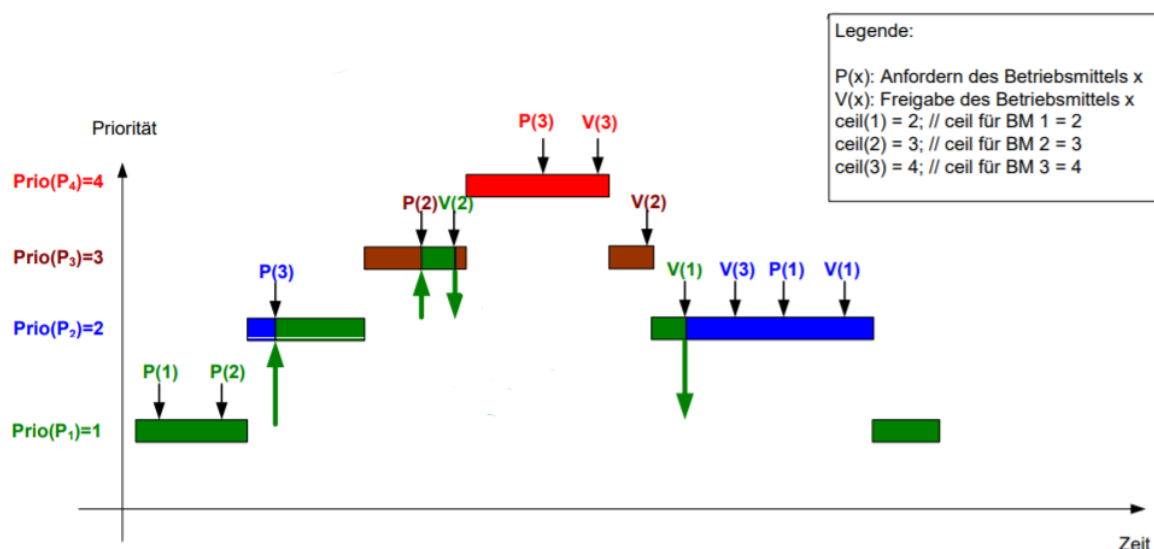 Legende:
P(x): Anfordern des Betriebsmittels x
V(x): Freigabe des Betriebsmittels x
ceil(1) = 2; // ceil für BM 1 = 2
ceil(2) = 3; // ceil für BM 2 = 3
ceil(3) = 4; // ceil für BM 3 = 4
Priorität
P(3) V(3)
Prio(P₄)=4
P(2) V(2) V(2)
Prio(P₃)=3
P(3) V(1) V(3) P(1) V(1)
Prio(P₂)=2
P(1) P(2)
Prio(P₁)=1
Zeit